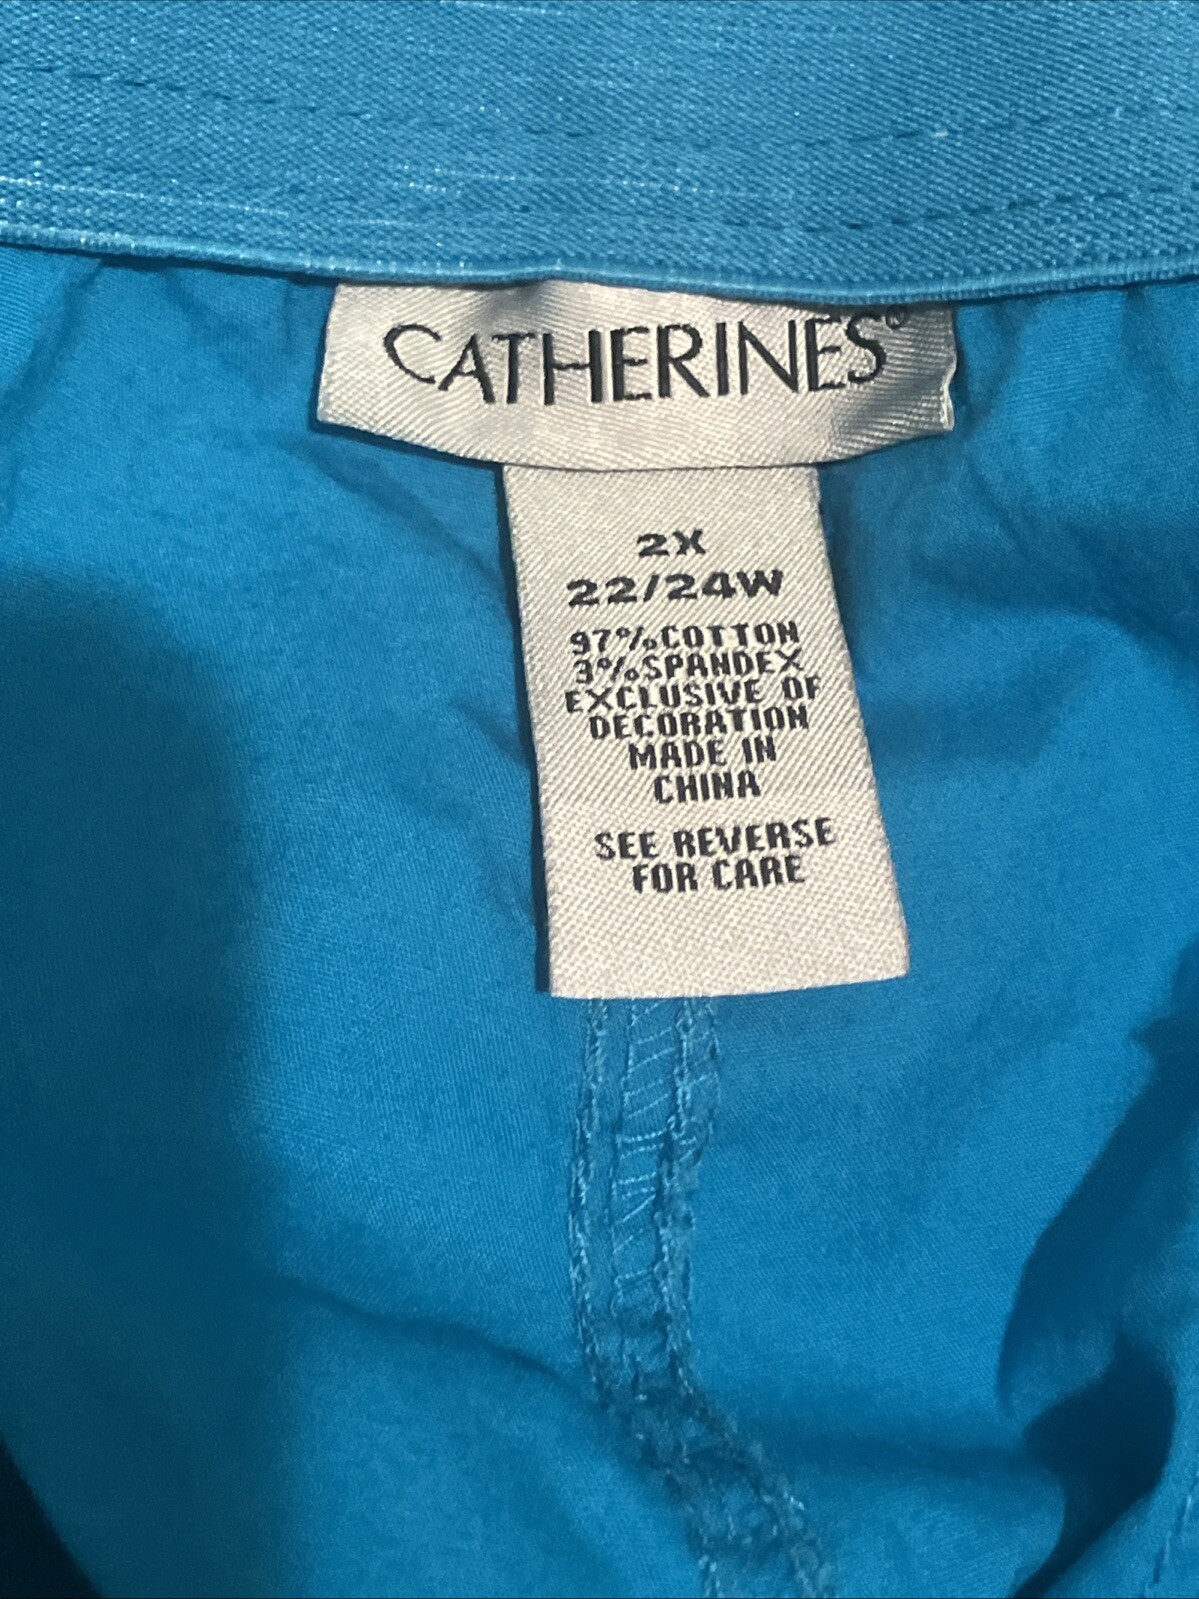 CATHERINES®
2X
22/24W
97%COTTON
3%SPANDEX
EXCLUSIVE OF
DECORATION
MADE IN
CHINA
SEE REVERSE
FOR CARE